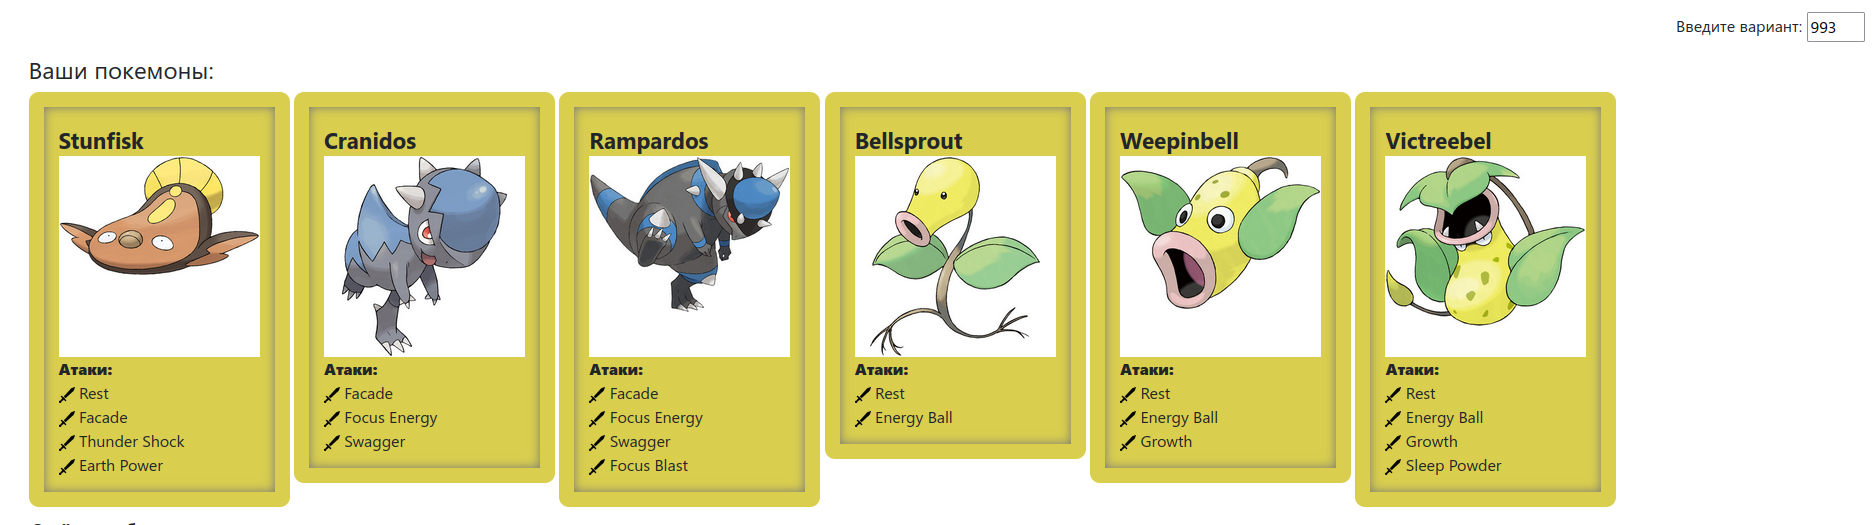 Введите вариант: 993
Ваши покемоны:
Stunfisk
Атаки:
Rest
Facade
Thunder Shock
Earth Power
Cranidos
Атаки:
Facade
Focus Energy
Swagger
Rampardos
Атаки:
Facade
Focus Energy
Swagger
Focus Blast
Bellsprout
Атаки:
Rest
Energy Ball
Weepinbell
Атаки:
Rest
Energy Ball
Growth
Victreebel
Атаки:
Rest
Energy Ball
Growth
Sleep Powder